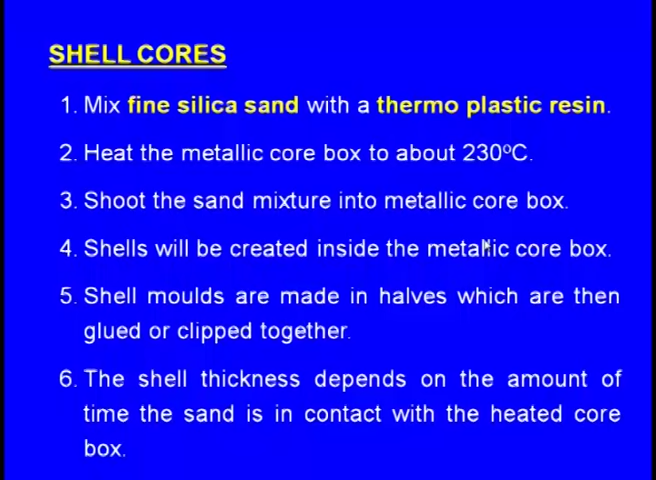 SHELL CORES
1. Mix fine silica sand with a thermo plastic resin.
2. Heat the metallic core box to about 230ºC.
3. Shoot the sand mixture into metallic core box.
4. Shells will be created inside the metallic core box.
5. Shell moulds are made in halves which are then
glued or clipped together.
6. The shell thickness depends on the amount of
time the sand is in contact with the heated core
box.